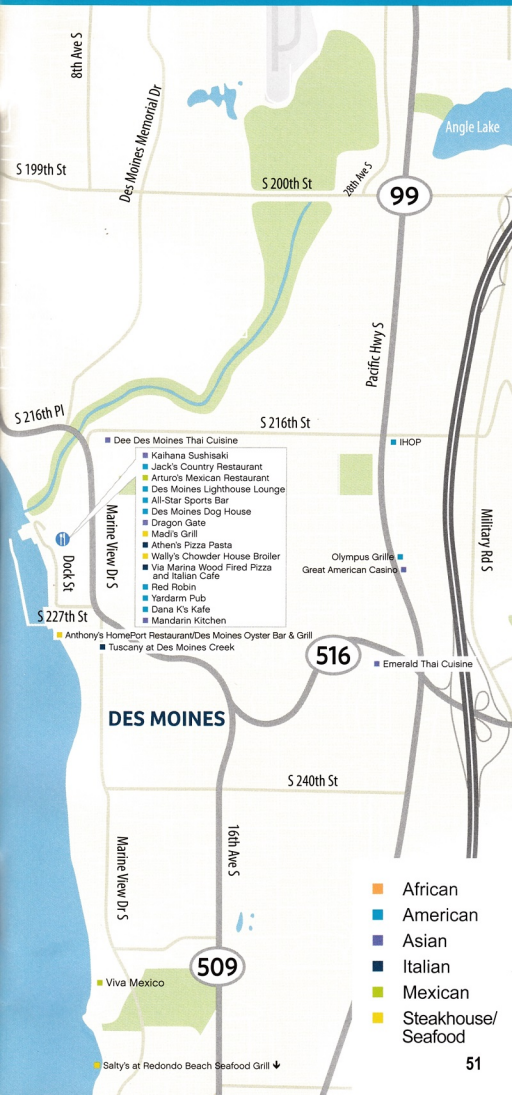 8th Ave S
Des Moines Memorial Dr
Angle Lake
S 199th St
S 200th St
28th Ave S
99
Pacific Hwy S
S 216th Pl
S 216th St
Dee Des Moines Thai Cuisine
IHOP
Kaihana Sushisaki
Jack's Country Restaurant
Arturo's Mexican Restaurant
Des Moines Lighthouse Lounge
All-Star Sports Bar
Des Moines Dog House
Dragon Gate
Madi's Grill
Athen's Pizza Pasta
Wally's Chowder House Broiler
Via Marina Wood Fired Pizza
and Italian Cafe
Red Robin
Yardarm Pub
Dana K's Kafe
Mandarin Kitchen
Marine View Dr S
Dock St
Military Rd S
Olympus Grille
Great American Casino
S 227th St
Anthony's HomePort Restaurant/Des Moines Oyster Bar & Grill
Tuscany at Des Moines Creek
516
Emerald Thai Cuisine
DES MOINES
S 240th St
Marine View Dr S
16th Ave S
509
Viva Mexico
Salty's at Redondo Beach Seafood Grill
African
American
Asian
Italian
Mexican
Steakhouse/
Seafood
51